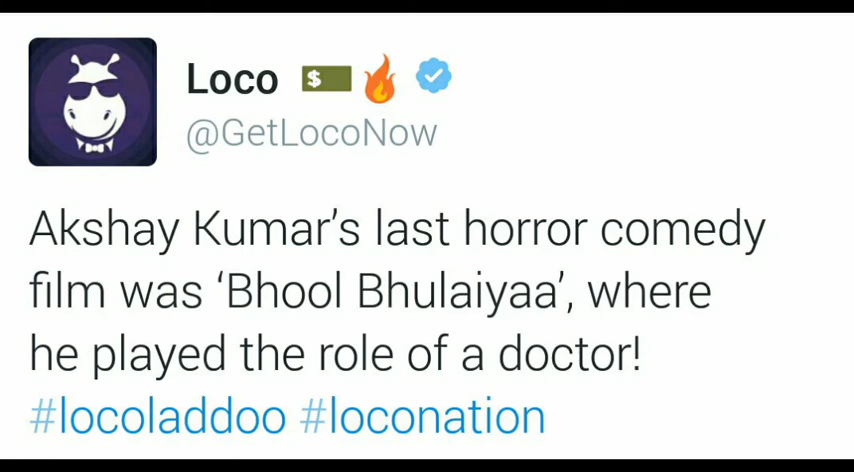 Loco 💵🔥
@GetLocoNow
Akshay Kumar’s last horror comedy
film was ‘Bhool Bhulaiyaa’, where
he played the role of a doctor!
#locoladdoo #loconation